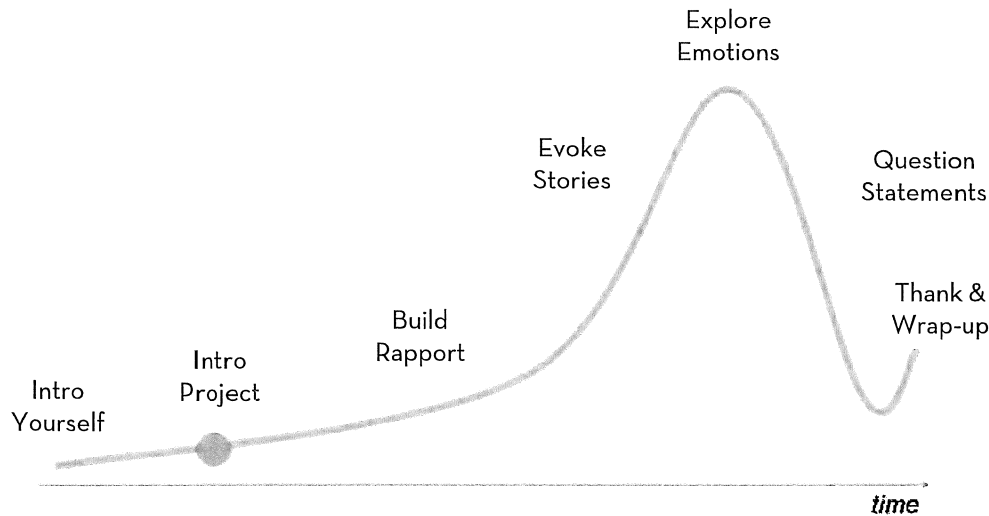 Explore
Emotions
Evoke
Stories
Question
Statements
Thank &
Wrap-up
Build
Rapport
Intro
Project
Intro
Yourself
time